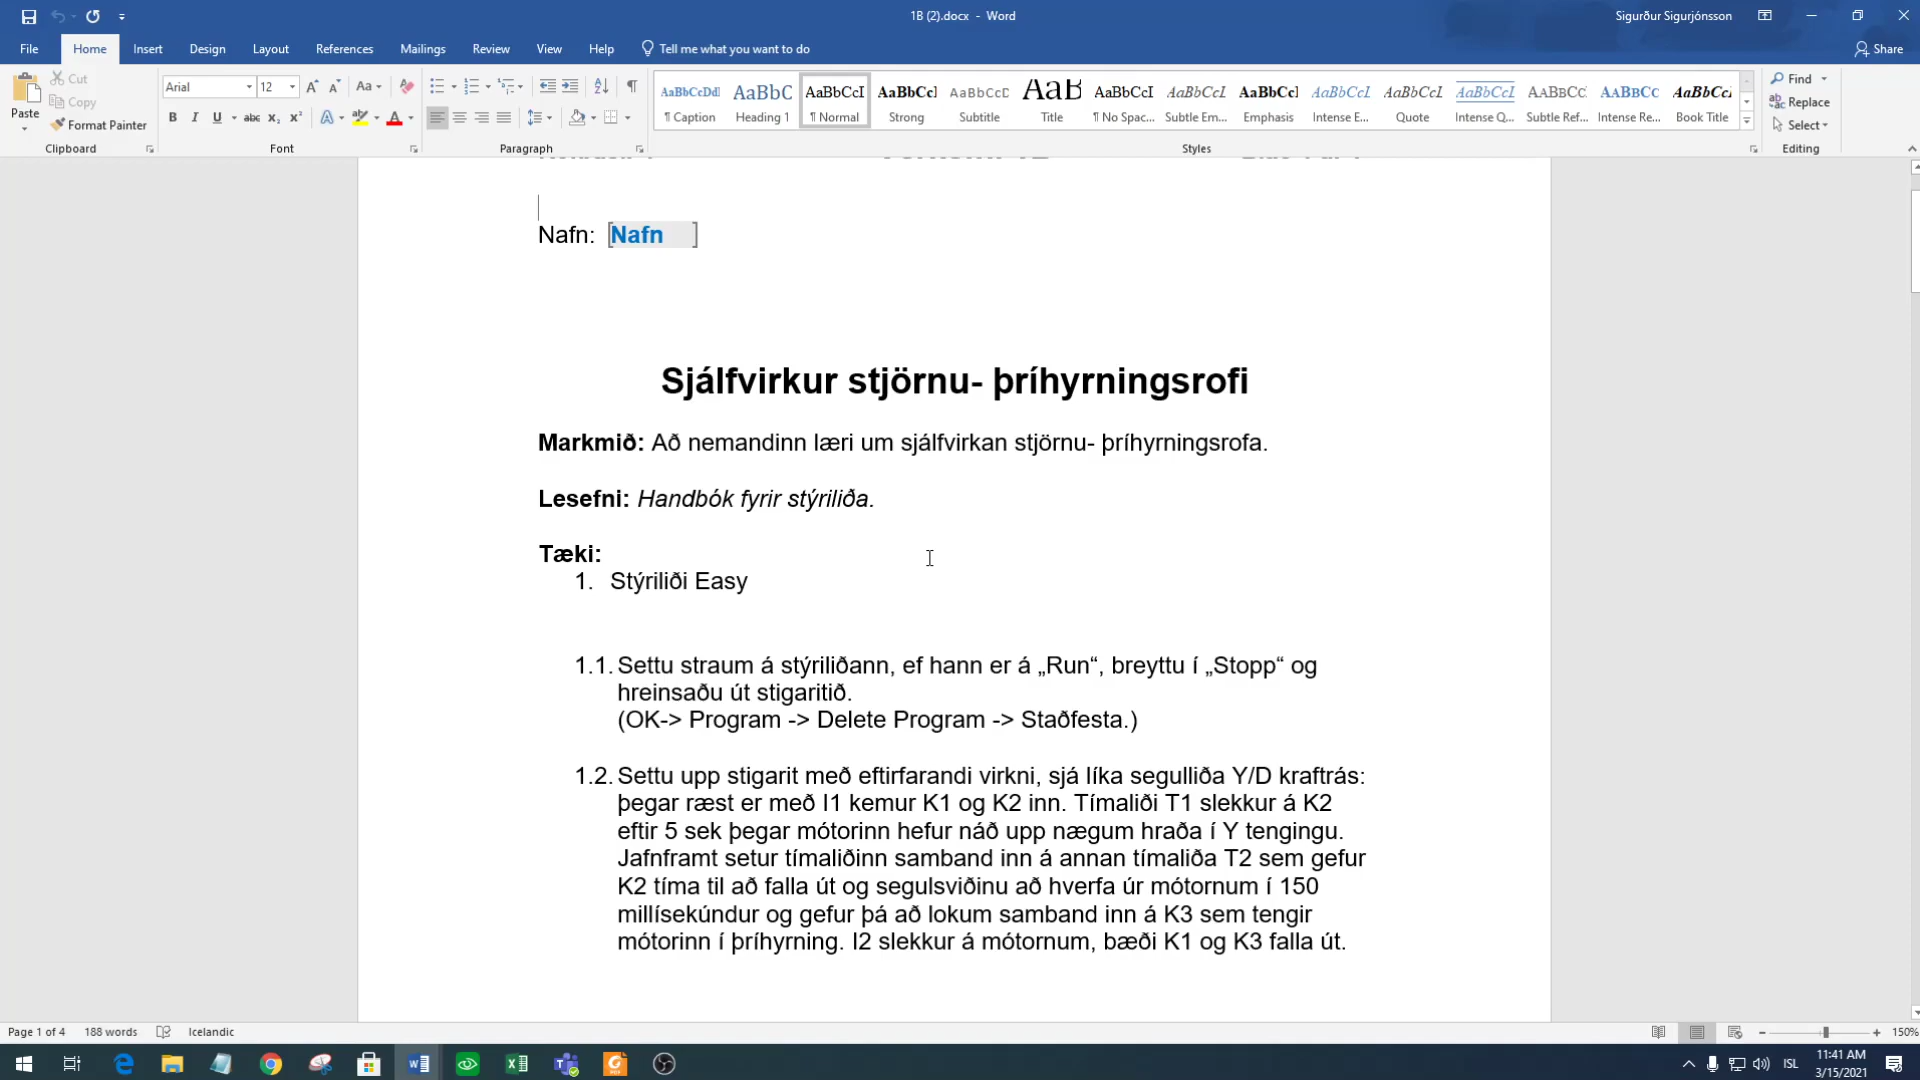 1B (2).docx - Word
Sigurður Sigurjónsson
File Home Insert Design Layout References Mailings Review View Help Tell me what you want to do Share
Paste
Cut
Copy
Format Painter
Clipboard
Arial 12
Font
Paragraph
AaBbCcDd AaBbC AaBbCcI AaBbCcI AaBbCcD AaB AaBbCcI AaBbCcL AaBbCcI AaBbCcL AaBbCcL AaBbCcL AaBbCc AaBbCc AaBbCc
¶ Caption Heading 1 ¶ Normal Strong Subtitle Title ¶ No Spac... Subtle Em... Emphasis Intense E... Quote Intense Q... Subtle Ref... Intense Re... Book Title
Styles
Find
Replace
Select
Editing
Nafn: [Nafn ]
Sjálfvirkur stjörnu- þríhyrningsrofi
Markmið: Að nemandinn læri um sjálfvirkan stjörnu- þríhyrningsrofa.
Lesefni: Handbók fyrir stýriliða.
Tæki:
1. Stýriliði Easy
1.1. Settu straum á stýriliðann, ef hann er á „Run“, breyttu í „Stopp“ og
hreinsaðu út stigaritið.
(OK-> Program -> Delete Program -> Staðfesta.)
1.2. Settu upp stigarit með eftirfarandi virkni, sjá líka segulliða Y/D kraftrás:
þegar ræst er með I1 kemur K1 og K2 inn. Tímaliði T1 slekkur á K2
eftir 5 sek þegar mótorinn hefur náð upp nægum hraða í Y tengingu.
Jafnframt setur tímaliðinn samband inn á annan tímaliða T2 sem gefur
K2 tíma til að falla út og segulsviðinu að hverfa úr mótornum í 150
millísekúndur og gefur þá að lokum samband inn á K3 sem tengir
mótorinn í þríhyrning. I2 slekkur á mótornum, bæði K1 og K3 falla út.
Page 1 of 4 188 words Icelandic 150%
ISL
11:41 AM
3/15/2021